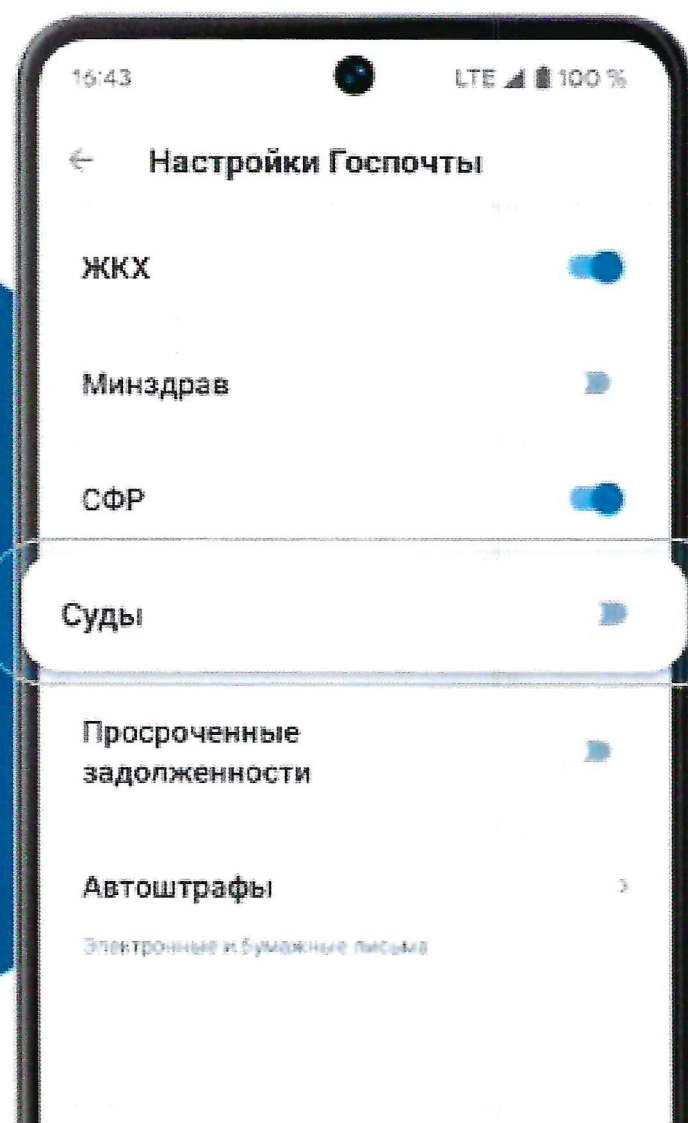 16:43 LTE 100 %
Настройки Госпочты
ЖКХ
Минздрав
СФР
Суды
Просроченные
задолженности
Автоштрафы
Электронные и бумажные письма